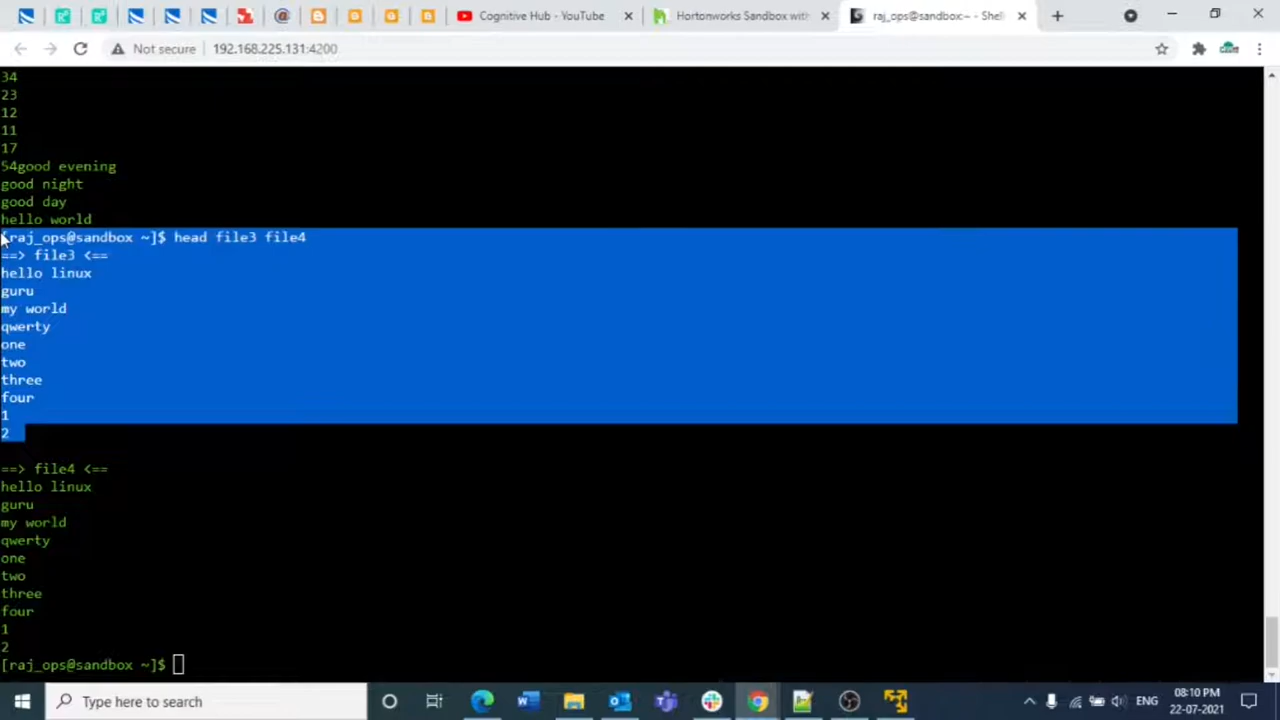 Cognitive Hub - YouTube
Hortonworks Sandbox with
raj_ops@sandbox:~ - Shell
Not secure
192.168.225.131:4200
34
23
12
11
17
54good evening
good night
good day
hello world
[raj_ops@sandbox ~]$ head file3 file4
==> file3 <==
hello linux
guru
my world
qwerty
one
two
three
four
1
2
==> file4 <==
hello linux
guru
my world
qwerty
one
two
three
four
1
2
[raj_ops@sandbox ~]$
Type here to search
ENG
08:10 PM
22-07-2021